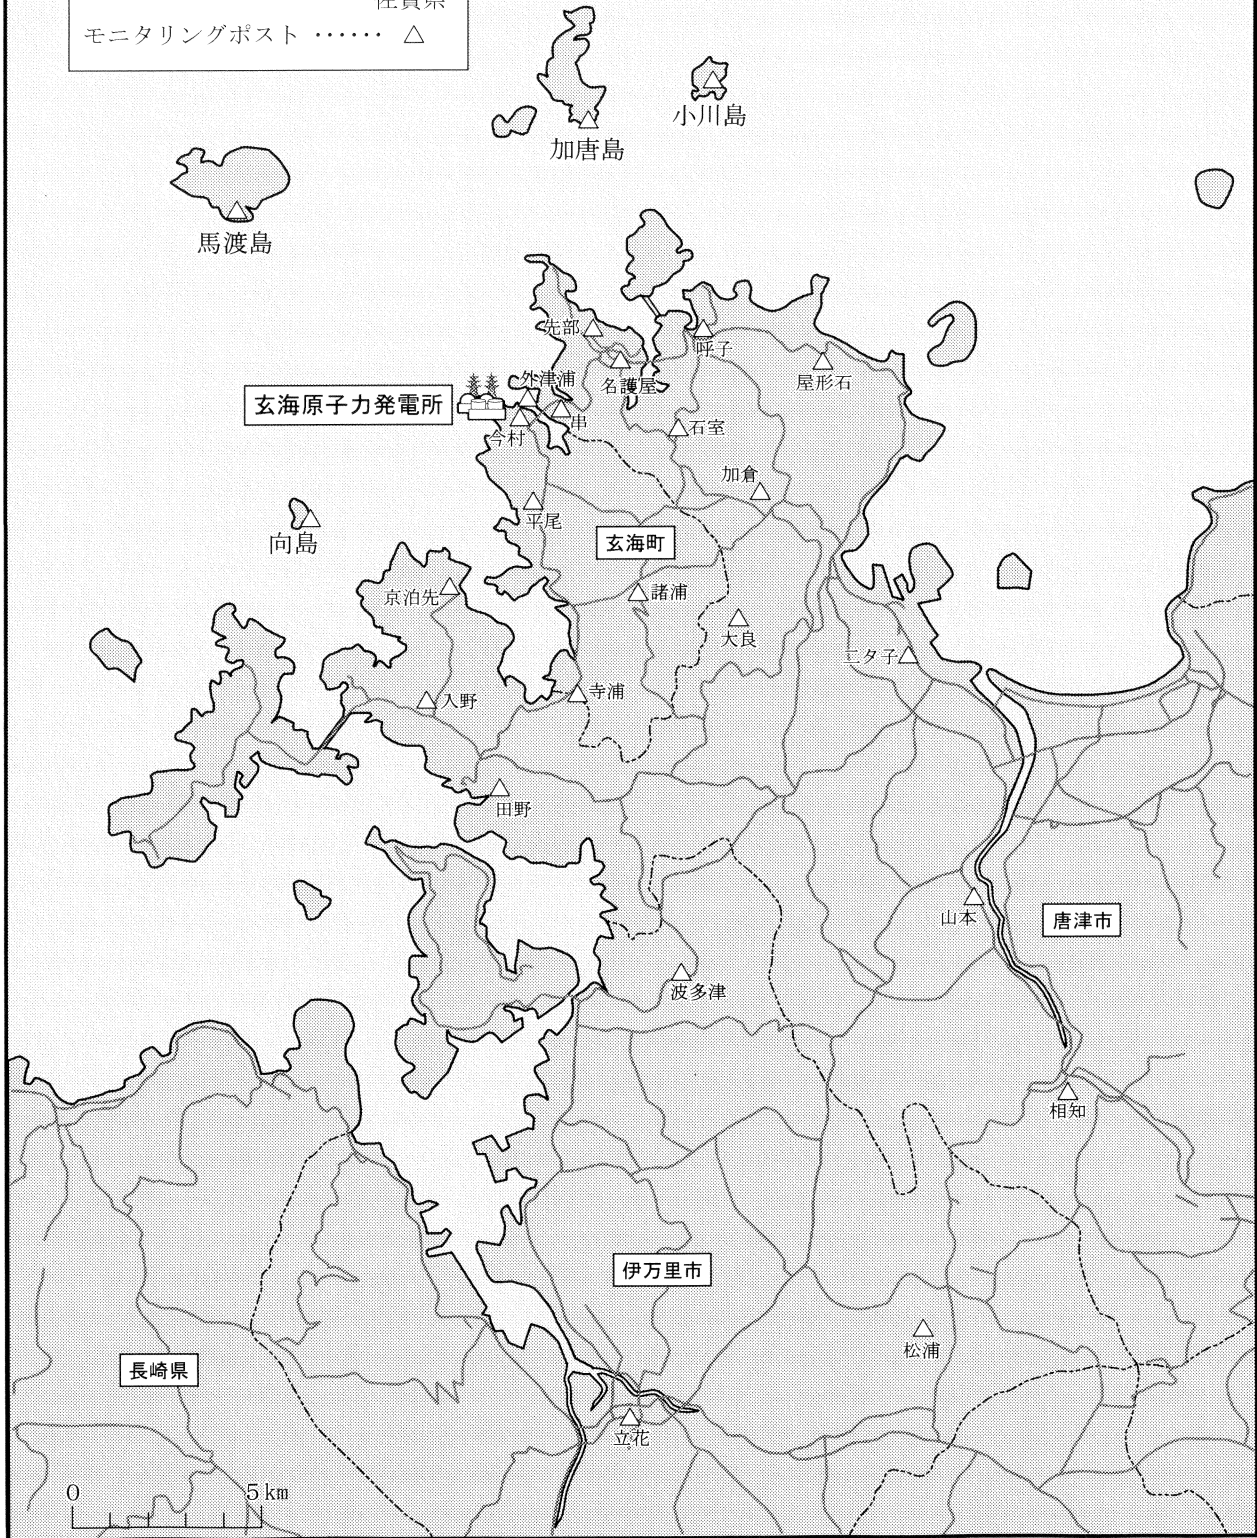 佐賀県
モニタリングポスト ‥‥‥ △
小川島
加唐島
馬渡島
先部
呼子
名護屋
屋形石
外津浦
玄海原子力発電所
串
今村
石室
加倉
平尾
向島
玄海町
京泊先
諸浦
大良
二タ子
入野
寺浦
田野
山本
唐津市
波多津
相知
伊万里市
松浦
長崎県
立花
0 5km